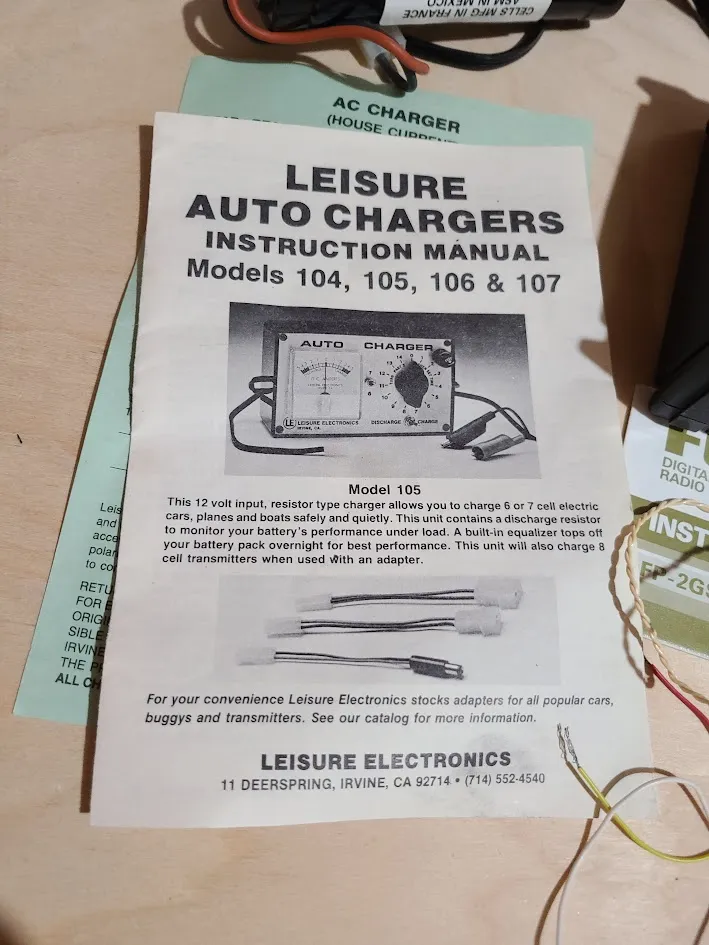 CELLS MFG IN FRANCE
ASM IN MEXICO
AC CHARGER
(HOUSE CURRENT
LEISURE
AUTO CHARGERS
INSTRUCTION MANUAL
Models 104, 105, 106 & 107
AUTO CHARGER
LE LEISURE ELECTRONICS
IRVINE, CA.
DISCHARGE CHARGE
Model 105
This 12 volt input, resistor type charger allows you to charge 6 or 7 cell electric
cars, planes and boats safely and quietly. This unit contains a discharge resistor
to monitor your battery's performance under load. A built-in equalizer tops off
your battery pack overnight for best performance. This unit will also charge 8
cell transmitters when used with an adapter.
For your convenience Leisure Electronics stocks adapters for all popular cars,
buggys and transmitters. See our catalog for more information.
LEISURE ELECTRONICS
11 DEERSPRING, IRVINE, CA 92714 • (714) 552-4540
Leis
and
acce
polar
to co
RETU
FOR
ORIGI
SIBLE
IRVINE
THE
ALL CH
DIGITA
RADIO
INST
FP-2GS